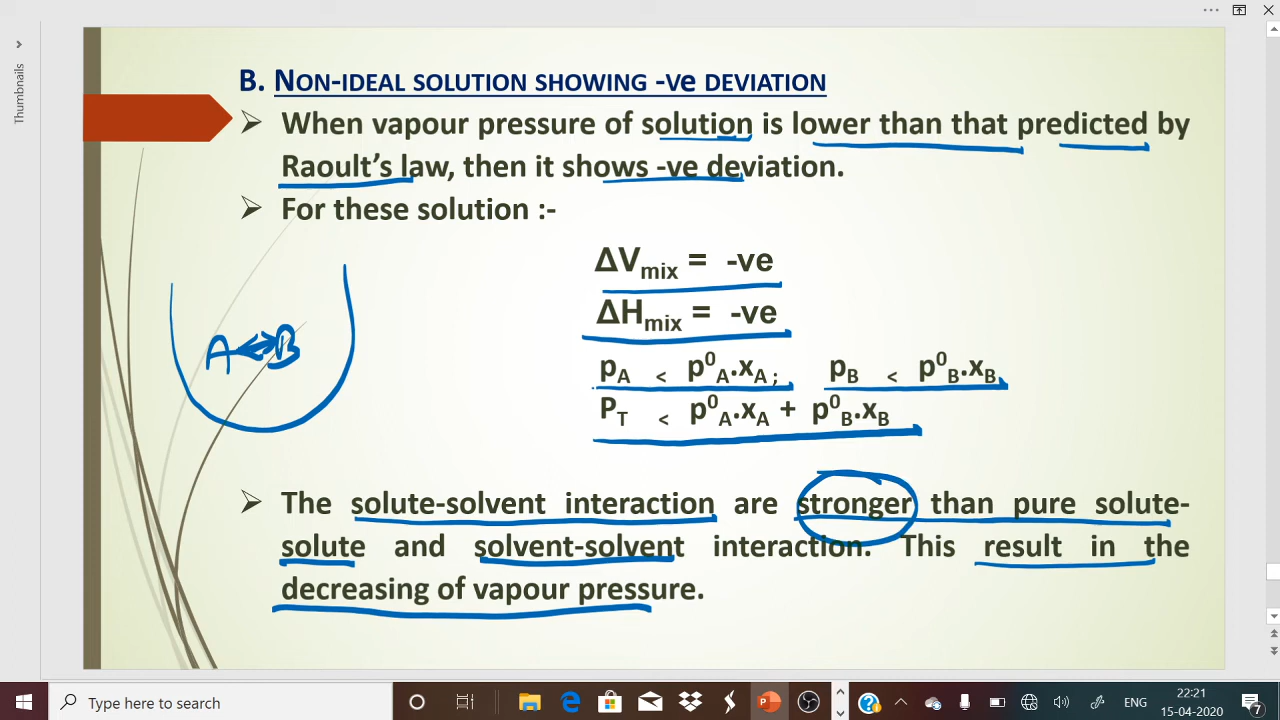 Thumbnails
B. NON-IDEAL SOLUTION SHOWING -Ve DEVIATION
➢ When vapour pressure of solution is lower than that predicted by
Raoult's law, then it shows -ve deviation.
➢ For these solution :-
ΔVmix = -ve
ΔHmix = -ve
pA < p⁰A.xA ; pB < p⁰B.xB
PT < p⁰A.xA + p⁰B.xB
A ↔ B
➢ The solute-solvent interaction are stronger than pure solute-
solute and solvent-solvent interaction. This result in the
decreasing of vapour pressure.
Type here to search
ENG
22:21
15-04-2020
7